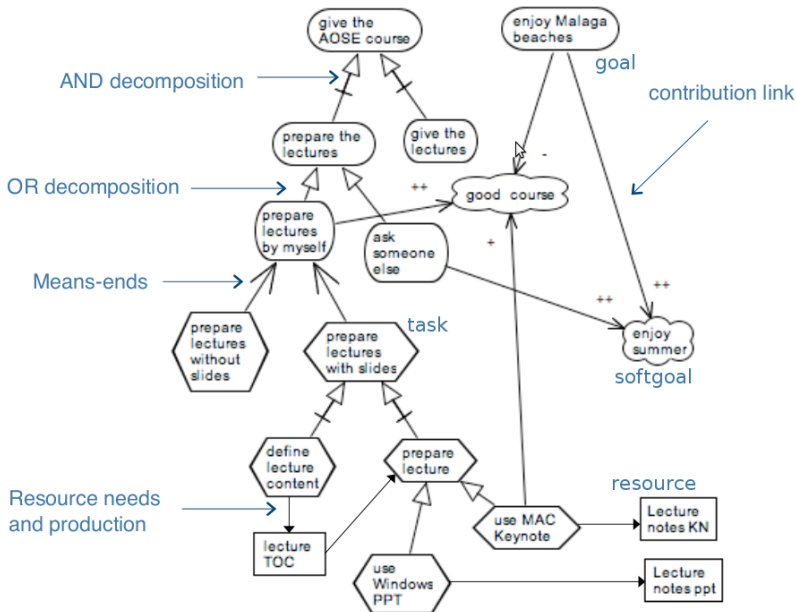 give the
AOSE course
enjoy Malaga
beaches
goal
AND decomposition
contribution link
prepare the
lectures
give the
lectures
-
OR decomposition
++
good course
prepare
lectures
by myself
ask
someone
else
+
Means-ends
++
++
prepare
lectures
without
slides
prepare
lectures
with slides
task
enjoy
summer
softgoal
define
lecture
content
prepare
lecture
Resource needs
and production
resource
use MAC
Keynote
Lecture
notes KN
lecture
TOC
use
Windows
PPT
Lecture
notes ppt